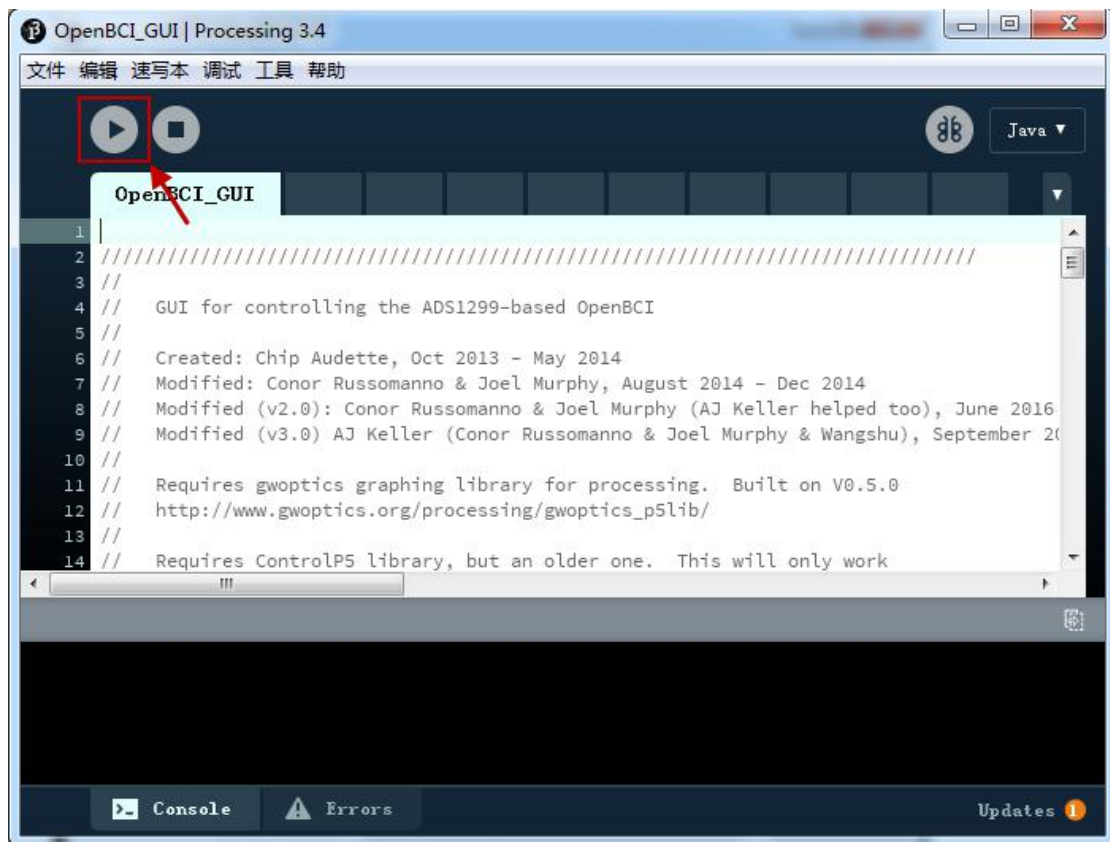 OpenBCI_GUI | Processing 3.4
文件 编辑 速写本 调试 工具 帮助
Java ▼
OpenBCI_GUI
1
2 //////////////////////////////////////////////////////////////////////////
3 //
4 // GUI for controlling the ADS1299-based OpenBCI
5 //
6 // Created: Chip Audette, Oct 2013 - May 2014
7 // Modified: Conor Russomanno & Joel Murphy, August 2014 - Dec 2014
8 // Modified (v2.0): Conor Russomanno & Joel Murphy (AJ Keller helped too), June 2016
9 // Modified (v3.0) AJ Keller (Conor Russomanno & Joel Murphy & Wangshu), September
10 //
11 // Requires gwoptics graphing library for processing. Built on V0.5.0
12 // http://www.gwoptics.org/processing/gwoptics_p5lib/
13 //
14 // Requires ControlP5 library, but an older one. This will only work
Console Errors Updates 1